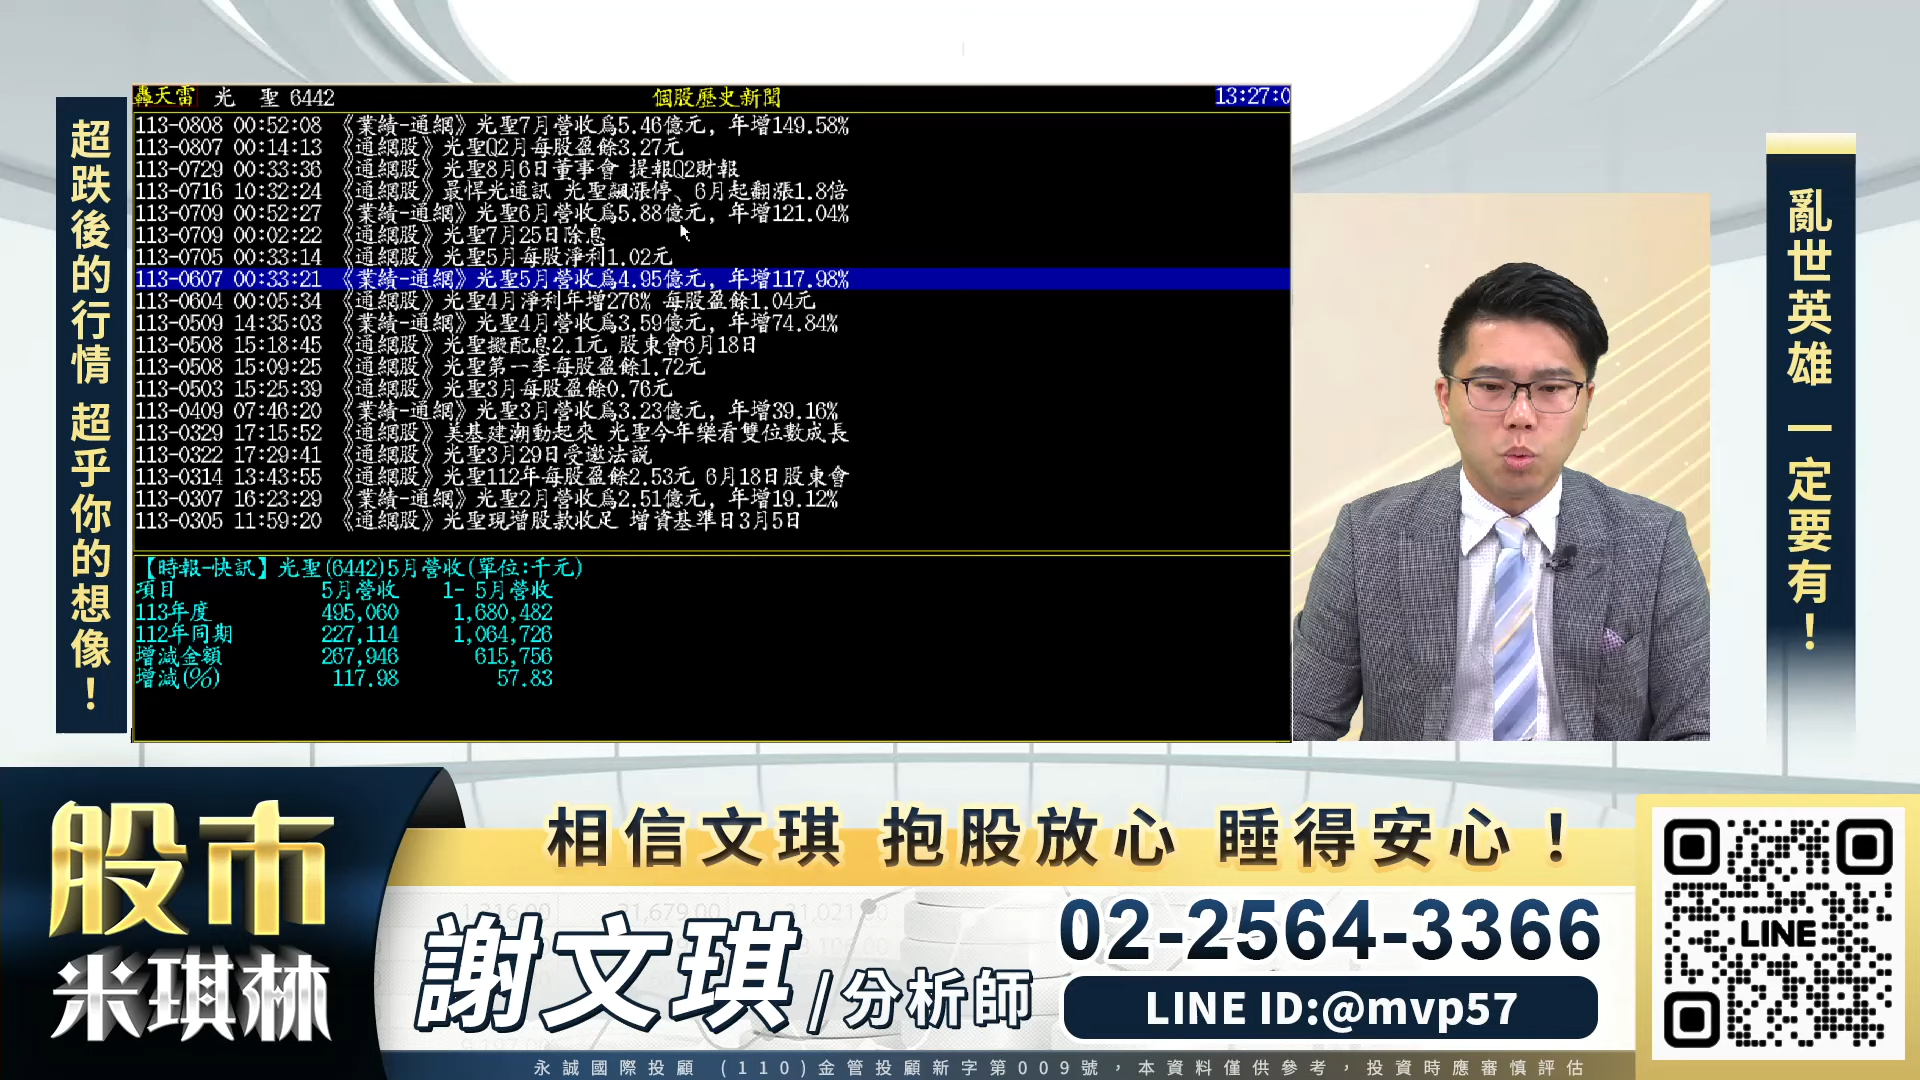 超跌後的行情 超乎你的想像！
轟天雷 光 聖 6442 個股歷史新聞 13:27:0
113-0808 00:52:08 《業績-通網》光聖7月營收為5.46億元, 年增149.58%
113-0807 00:14:13 《通網股》光聖Q2月每股盈餘3.27元
113-0729 00:33:36 《通網股》光聖8月6日董事會 提報Q2財報
113-0716 10:32:24 《通網股》最悍光通訊 光聖飆漲停、6月起翻漲1.8倍
113-0709 00:52:27 《業績-通網》光聖6月營收為5.88億元, 年增121.04%
113-0709 00:02:22 《通網股》光聖7月25日除息
113-0705 00:33:14 《通網股》光聖5月每股淨利1.02元
113-0607 00:33:21 《業績-通網》光聖5月營收為4.95億元, 年增117.98%
113-0604 00:05:34 《通網股》光聖4月淨利年增276% 每股盈餘1.04元
113-0509 14:35:03 《業績-通網》光聖4月營收為3.59億元, 年增74.84%
113-0508 15:18:45 《通網股》光聖擬配息2.1元 股東會6月18日
113-0508 15:09:25 《通網股》光聖第一季每股盈餘1.72元
113-0503 15:25:39 《通網股》光聖3月每股盈餘0.76元
113-0409 07:46:20 《業績-通網》光聖3月營收為3.23億元, 年增39.16%
113-0329 17:15:52 《通網股》美基建潮動起來 光聖今年樂看雙位數成長
113-0322 17:29:41 《通網股》光聖3月29日受邀法說
113-0314 13:43:55 《通網股》光聖112年每股盈餘2.53元 6月18日股東會
113-0307 16:23:29 《業績-通網》光聖2月營收為2.51億元, 年增19.12%
113-0305 11:59:20 《通網股》光聖現增股款收足 增資基準日3月5日
【時報-快訊】光聖(6442)5月營收(單位:千元)
項目 5月營收 1- 5月營收
113年度 495,060 1,680,482
112年同期 227,114 1,064,726
增減金額 267,946 615,756
增減(%) 117.98 57.83
亂世英雄 一定要有！
股市
米琪淋
相信文琪 抱股放心 睡得安心！
謝文琪/分析師
02-2564-3366
LINE ID:@mvp57
LINE
永誠國際投顧 (110)金管投顧新字第009號，本資料僅供參考，投資時應審慎評估